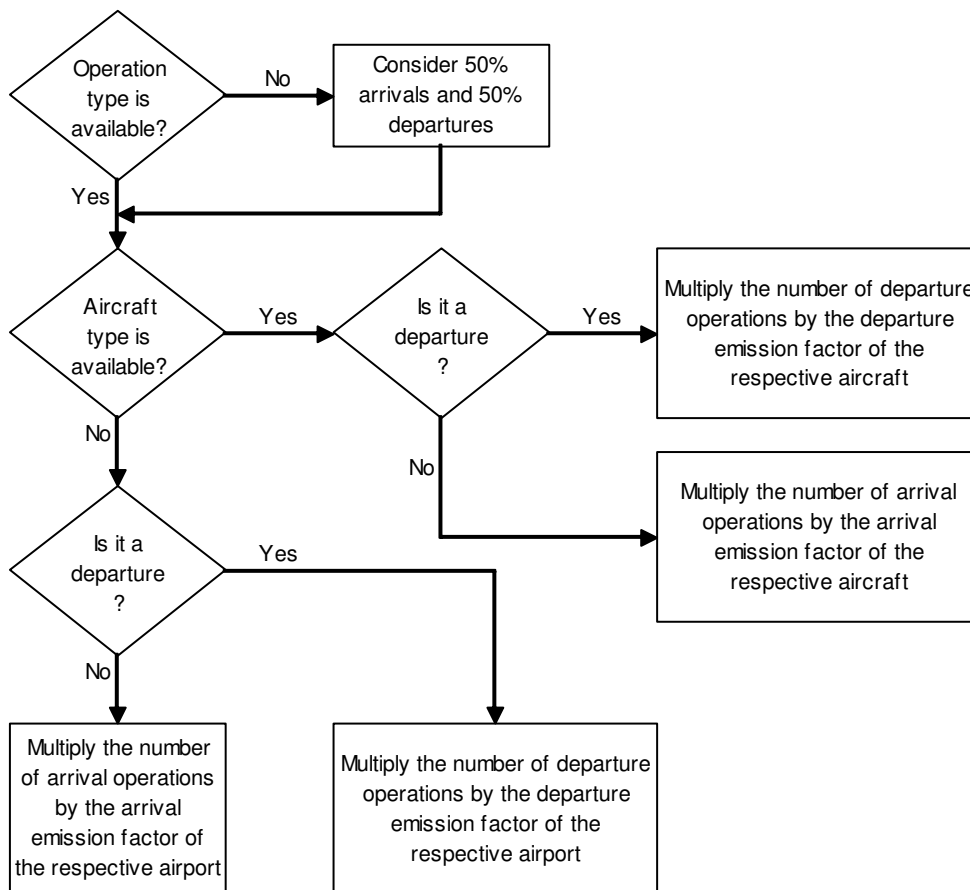 Operation
type is
available?
No
Consider 50%
arrivals and 50%
departures
Yes
Aircraft
type is
available?
Yes
Is it a
departure
?
Yes
Multiply the number of departure
operations by the departure
emission factor of the
respective aircraft
No
No
Multiply the number of arrival
operations by the arrival
emission factor of the
respective aircraft
Is it a
departure
?
Yes
No
Multiply the number
of arrival operations
by the arrival
emission factor of
the respective airport
Multiply the number of departure
operations by the departure
emission factor of the
respective airport